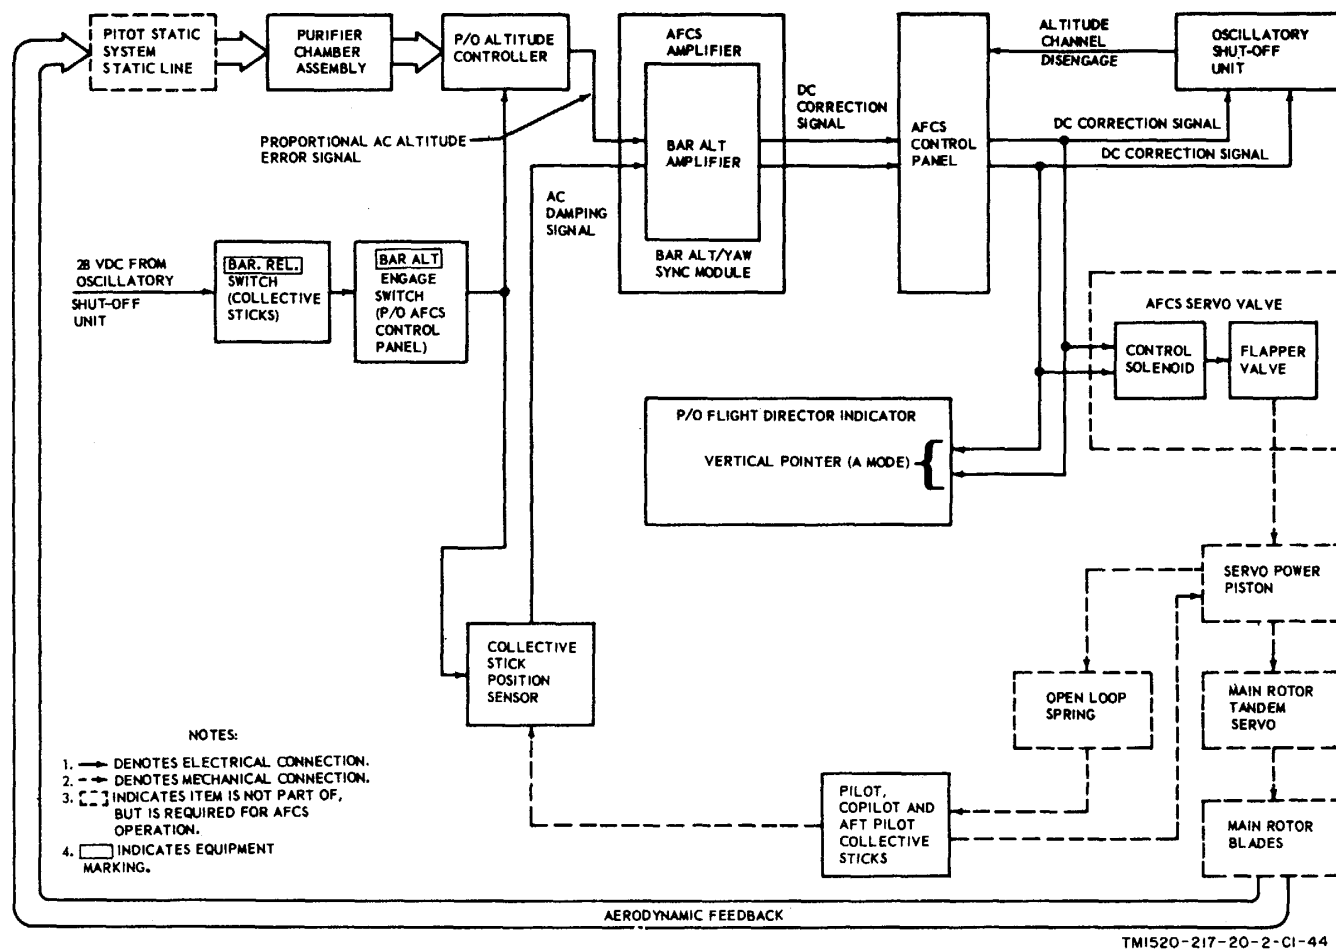 PITOT STATIC
SYSTEM
STATIC LINE
PURIFIER
CHAMBER
ASSEMBLY
P/O ALTITUDE
CONTROLLER
AFCS
AMPLIFIER
BAR ALT
AMPLIFIER
BAR ALT/YAW
SYNC MODULE
DC
CORRECTION
SIGNAL
AFCS
CONTROL
PANEL
ALTITUDE
CHANNEL
DISENGAGE
OSCILLATORY
SHUT-OFF
UNIT
DC CORRECTION SIGNAL
DC CORRECTION SIGNAL
PROPORTIONAL AC ALTITUDE
ERROR SIGNAL
AC
DAMPING
SIGNAL
28 VDC FROM
OSCILLATORY
SHUT-OFF
UNIT
BAR. REL.
SWITCH
(COLLECTIVE
STICKS)
BAR ALT
ENGAGE
SWITCH
(P/O AFCS
CONTROL
PANEL)
AFCS SERVO VALVE
CONTROL
SOLENOID
FLAPPER
VALVE
P/O FLIGHT DIRECTOR INDICATOR
VERTICAL POINTER (A MODE)
SERVO POWER
PISTON
COLLECTIVE
STICK
POSITION
SENSOR
OPEN LOOP
SPRING
MAIN ROTOR
TANDEM
SERVO
PILOT,
COPILOT AND
AFT PILOT
COLLECTIVE
STICKS
MAIN ROTOR
BLADES
NOTES:
1. DENOTES ELECTRICAL CONNECTION.
2. DENOTES MECHANICAL CONNECTION.
3. INDICATES ITEM IS NOT PART OF,
BUT IS REQUIRED FOR AFCS
OPERATION.
4. INDICATES EQUIPMENT
MARKING.
AERODYNAMIC FEEDBACK
TM1520-217-20-2-C1-44